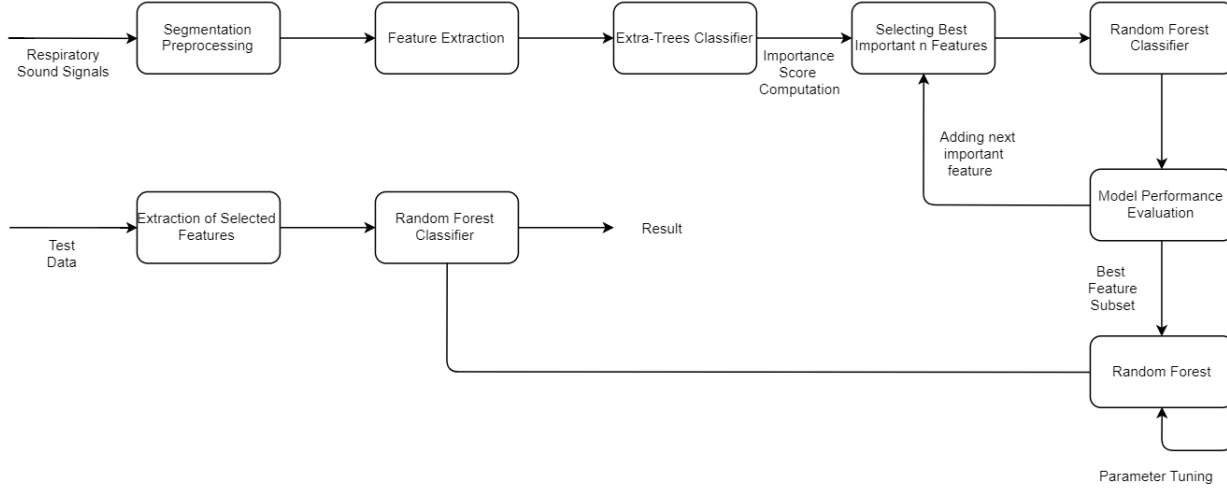 Respiratory
Sound Signals
Segmentation
Preprocessing
Feature Extraction
Extra-Trees Classifier
Importance
Score
Computation
Selecting Best
Important n Features
Random Forest
Classifier
Adding next
important
feature
Model Performance
Evaluation
Test
Data
Extraction of Selected
Features
Random Forest
Classifier
Result
Best
Feature
Subset
Random Forest
Parameter Tuning